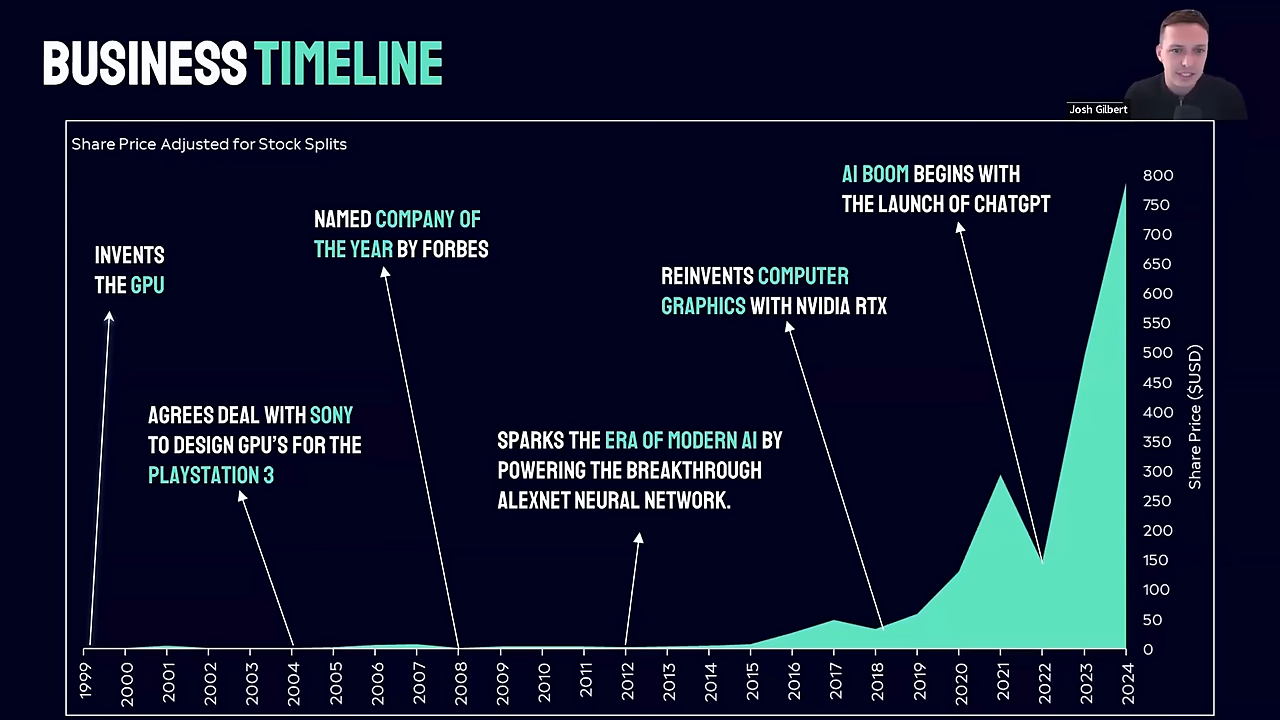 BUSINESS TIMELINE
Josh Gilbert
Share Price Adjusted for Stock Splits
INVENTS
THE GPU
AGREES DEAL WITH SONY
TO DESIGN GPU'S FOR THE
PLAYSTATION 3
NAMED COMPANY OF
THE YEAR BY FORBES
SPARKS THE ERA OF MODERN AI BY
POWERING THE BREAKTHROUGH
ALEXNET NEURAL NETWORK.
REINVENTS COMPUTER
GRAPHICS WITH NVIDIA RTX
AI BOOM BEGINS WITH
THE LAUNCH OF CHATGPT
800
750
700
650
600
550
500
450
400
350
300
250
200
150
100
50
0
Share Price ($USD)
1999
2000
2001
2002
2003
2004
2005
2006
2007
2008
2009
2010
2011
2012
2013
2014
2015
2016
2017
2018
2019
2020
2021
2022
2023
2024